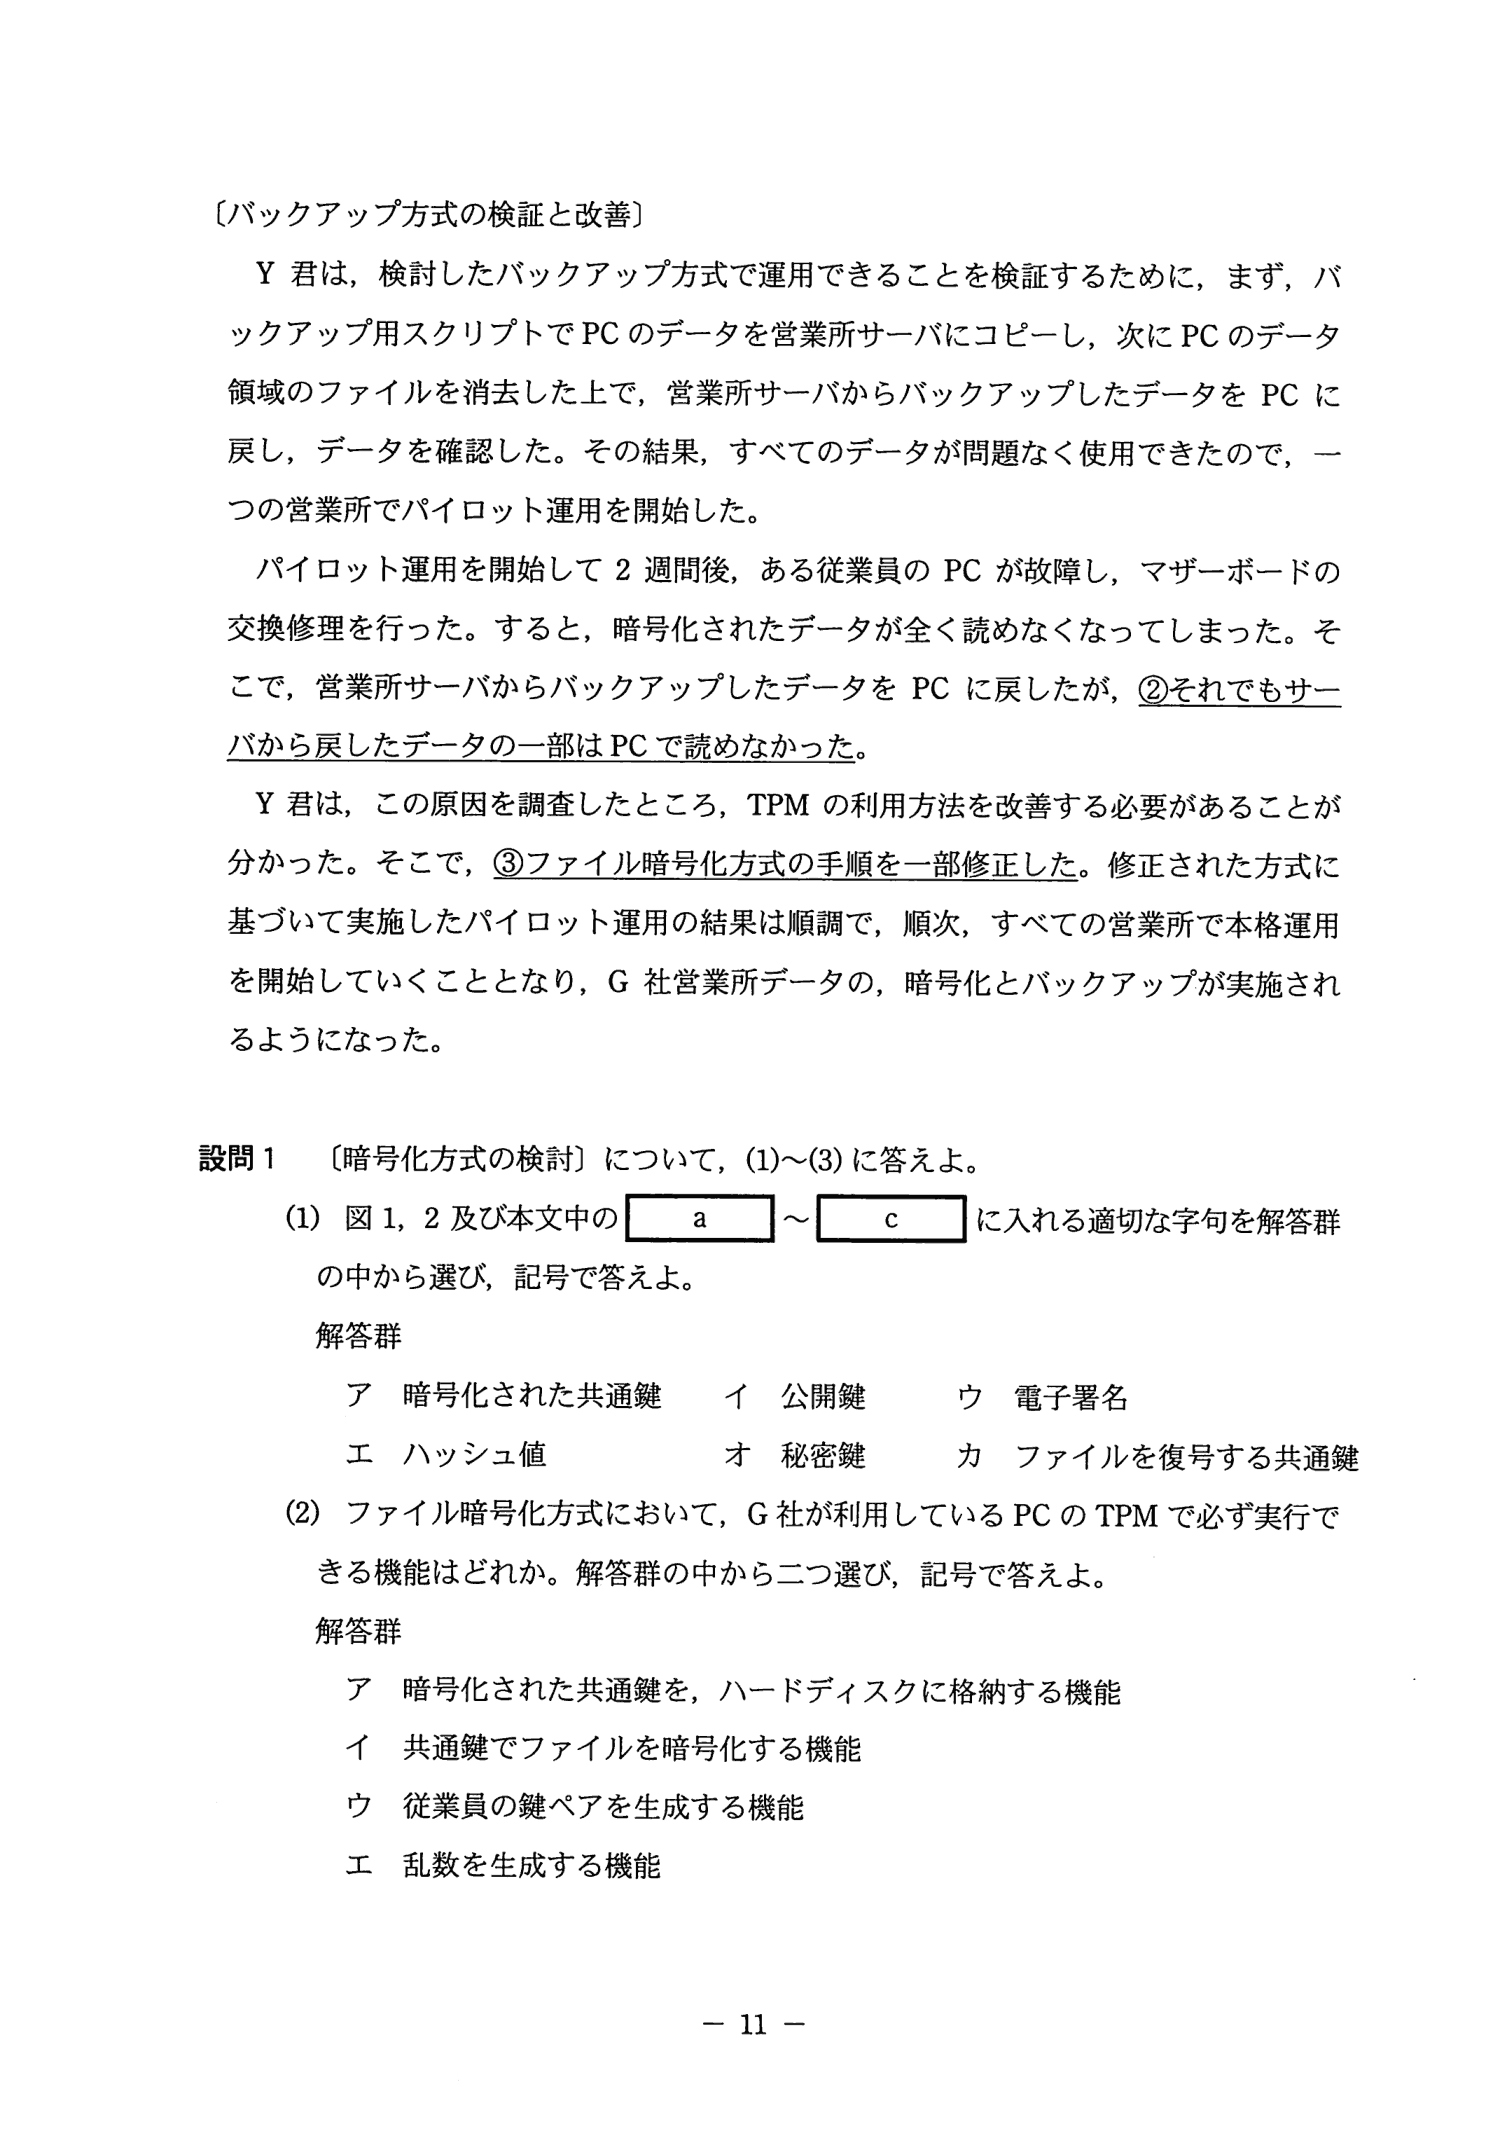 〔バックアップ方式の検証と改善〕
Y 君は，検討したバックアップ方式で運用できることを検証するために，まず，バ
ックアップ用スクリプトで PC のデータを営業所サーバにコピーし，次に PC のデータ
領域のファイルを消去した上で，営業所サーバからバックアップしたデータを PC に
戻し，データを確認した。その結果，すべてのデータが問題なく使用できたので，一
つの営業所でパイロット運用を開始した。
パイロット運用を開始して 2 週間後，ある従業員の PC が故障し，マザーボードの
交換修理を行った。すると，暗号化されたデータが全く読めなくなってしまった。そ
こで，営業所サーバからバックアップしたデータを PC に戻したが，②それでもサー
バから戻したデータの一部は PC で読めなかった。
Y 君は，この原因を調査したところ，TPM の利用方法を改善する必要があることが
分かった。そこで，③ファイル暗号化方式の手順を一部修正した。修正された方式に
基づいて実施したパイロット運用の結果は順調で，順次，すべての営業所で本格運用
を開始していくこととなり，G 社営業所データの，暗号化とバックアップが実施され
るようになった。
設問 1 〔暗号化方式の検討〕について，(1)～(3) に答えよ。
(1) 図 1，2 及び本文中の a ～ c に入れる適切な字句を解答群
の中から選び，記号で答えよ。
解答群
ア 暗号化された共通鍵 イ 公開鍵 ウ 電子署名
エ ハッシュ値 オ 秘密鍵 カ ファイルを復号する共通鍵
(2) ファイル暗号化方式において，G 社が利用している PC の TPM で必ず実行で
きる機能はどれか。解答群の中から二つ選び，記号で答えよ。
解答群
ア 暗号化された共通鍵を，ハードディスクに格納する機能
イ 共通鍵でファイルを暗号化する機能
ウ 従業員の鍵ペアを生成する機能
エ 乱数を生成する機能
－ 11 －